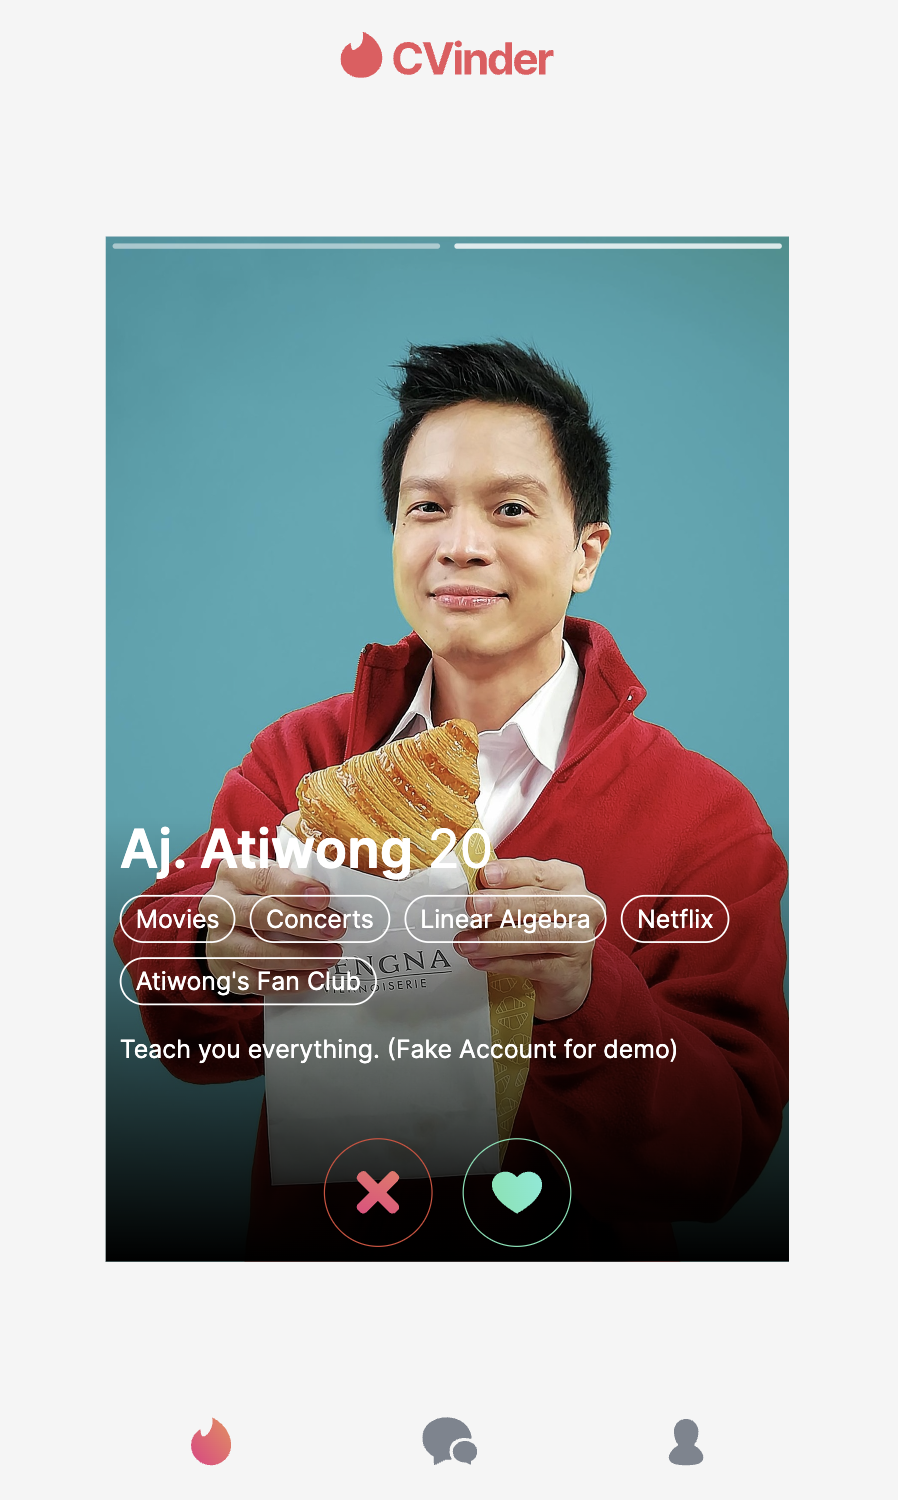 CVinder
Aj. Atiwong 20
Movies
Concerts
Linear Algebra
Netflix
Atiwong's Fan Club
ENGNA
VIENNOISERIE
Teach you everything. (Fake Account for demo)